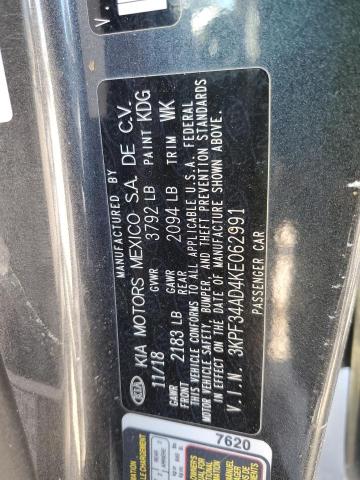 MANUFACTURED BY
KIA MOTORS MEXICO S.A. DE C.V.
KIA
11/18 GVWR 3792 LB PAINT KDG
GAWR FRONT 2183 LB GAWR REAR 2094 LB TRIM WK
THIS VEHICLE CONFORMS TO ALL APPLICABLE U.S.A. FEDERAL
MOTOR VEHICLE SAFETY, BUMPER, AND THEFT PREVENTION STANDARDS
IN EFFECT ON THE DATE OF MANUFACTURE SHOWN ABOVE.
V.I.N. 3KPF34AD4KE062991
PASSENGER CAR
7620
V.